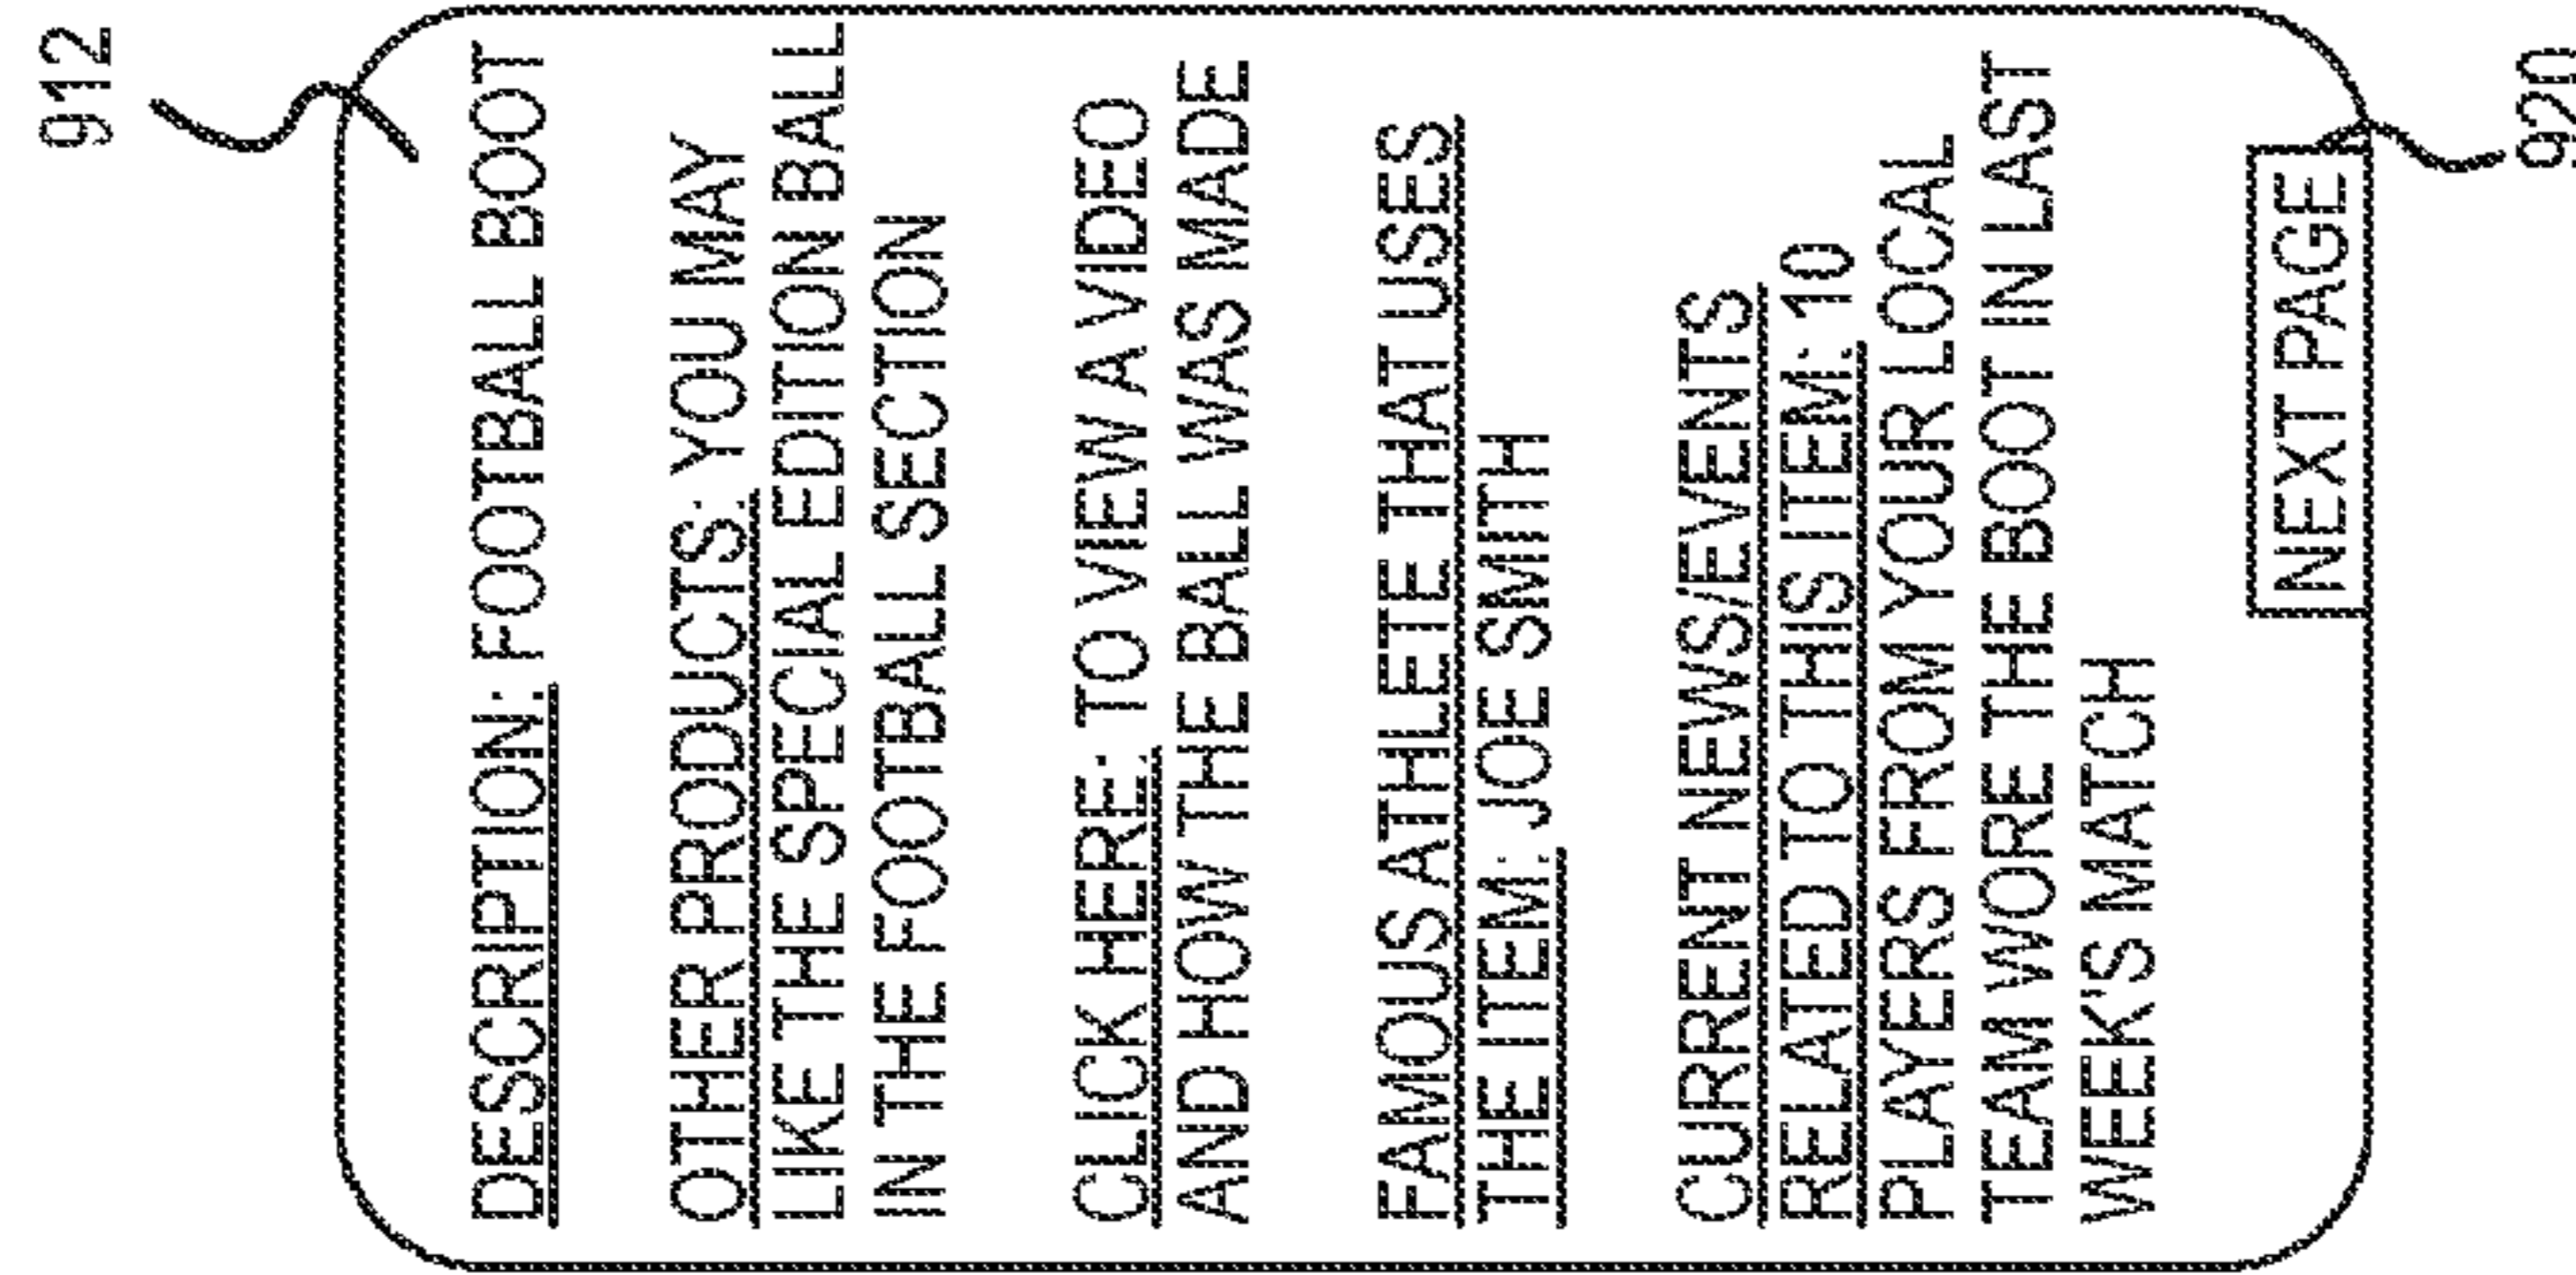 912
DESCRIPTION: FOOTBALL BOOT
OTHER PRODUCTS: YOU MAY
LIKE THE SPECIAL EDITION BALL
IN THE FOOTBALL SECTION
CLICK HERE: TO VIEW A VIDEO
AND HOW THE BALL WAS MADE
FAMOUS ATHLETE THAT USES
THE ITEM: JOE SMITH
CURRENT NEWS/EVENTS
RELATED TO THIS ITEM: 10
PLAYERS FROM YOUR LOCAL
TEAM WORE THE BOOT IN LAST
WEEK'S MATCH
NEXT PAGE
920